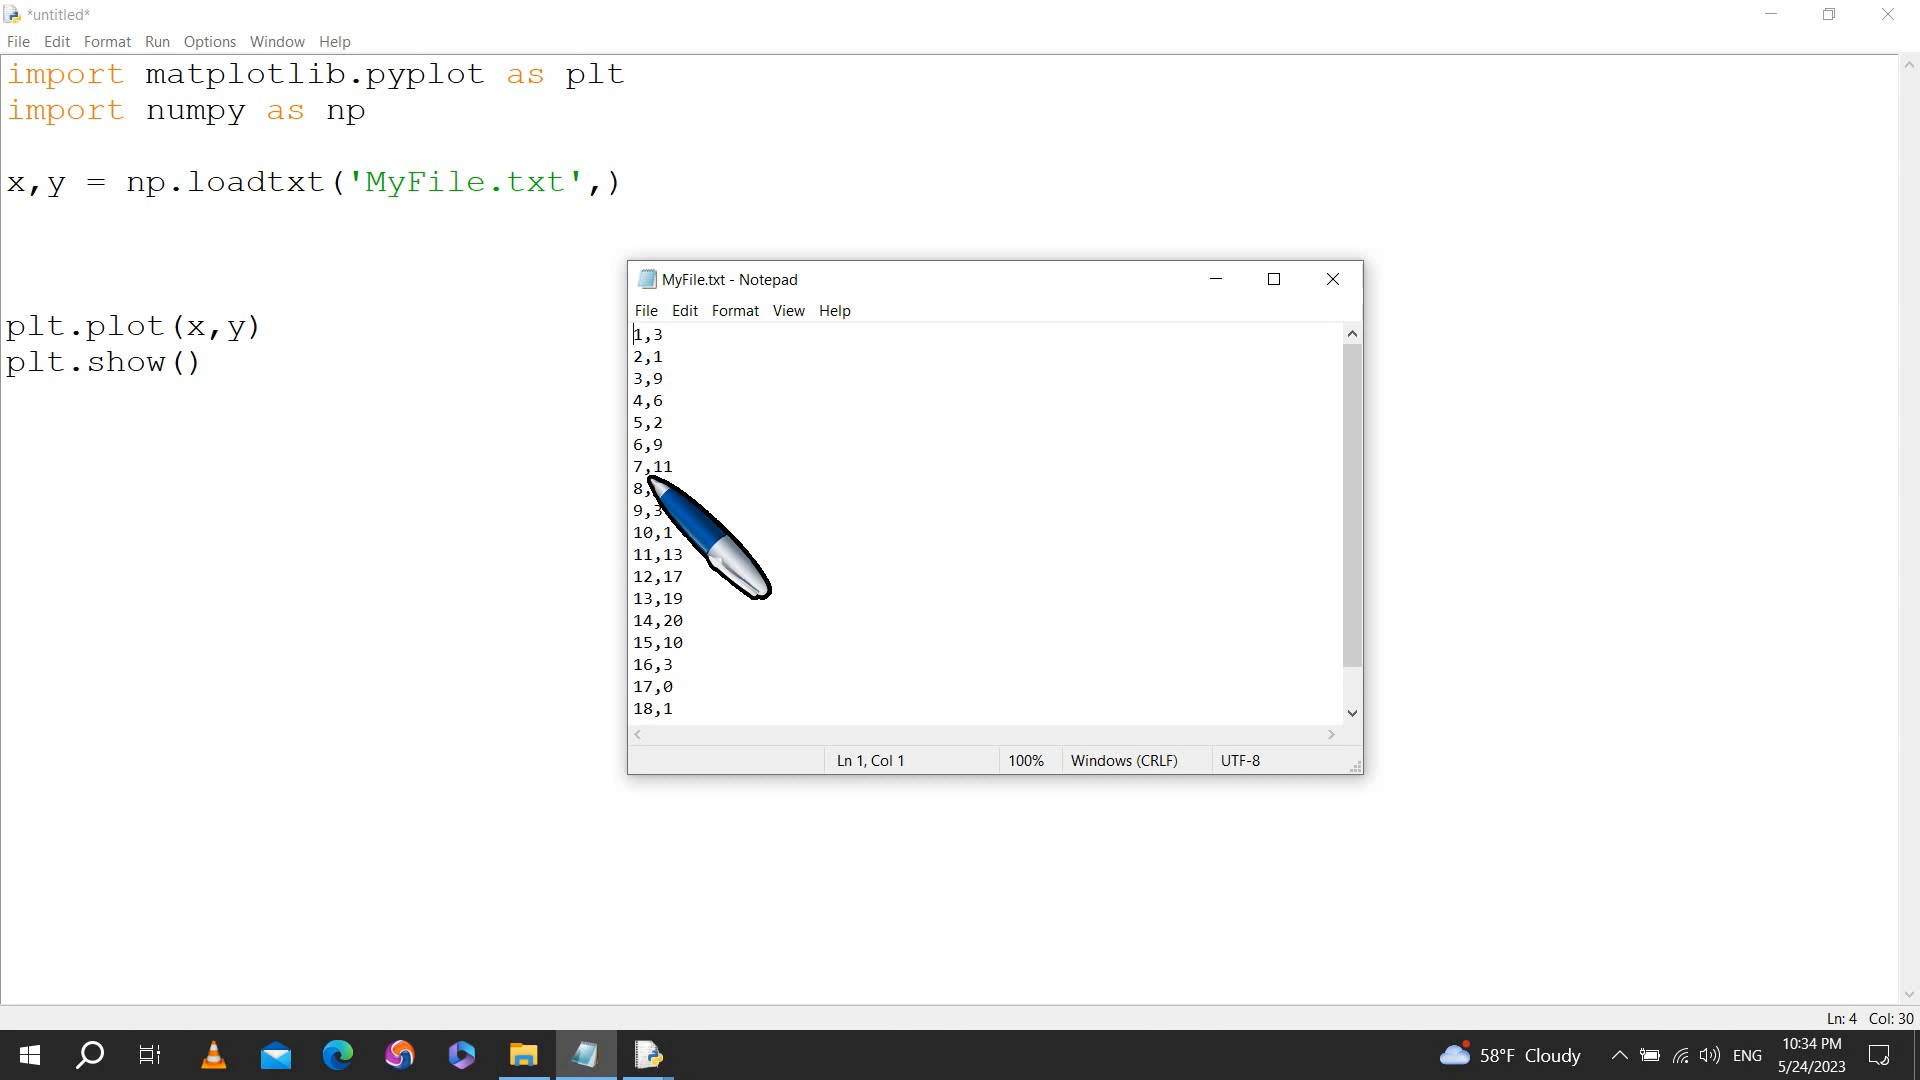 *untitled*
File Edit Format Run Options Window Help
import matplotlib.pyplot as plt
import numpy as np
x,y = np.loadtxt('MyFile.txt',)
plt.plot(x,y)
plt.show()
MyFile.txt - Notepad
File Edit Format View Help
1,3
2,1
3,9
4,6
5,2
6,9
7,11
8,
9,3
10,1
11,13
12,17
13,19
14,20
15,10
16,3
17,0
18,1
Ln 1, Col 1 100% Windows (CRLF) UTF-8
Ln: 4 Col: 30
58°F Cloudy ENG 10:34 PM
5/24/2023